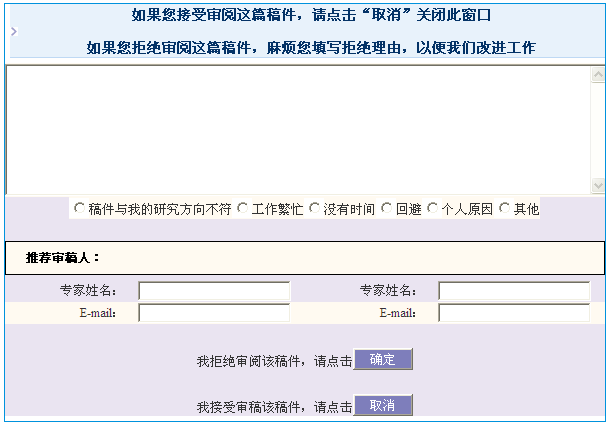 如果您接受审阅这篇稿件，请点击“取消”关闭此窗口
如果您拒绝审阅这篇稿件，麻烦您填写拒绝理由，以便我们改进工作
稿件与我的研究方向不符 工作繁忙 没有时间 回避 个人原因 其他
推荐审稿人：
专家姓名： 专家姓名：
E-mail： E-mail：
我拒绝审阅该稿件，请点击 确定
我接受审稿该稿件，请点击 取消